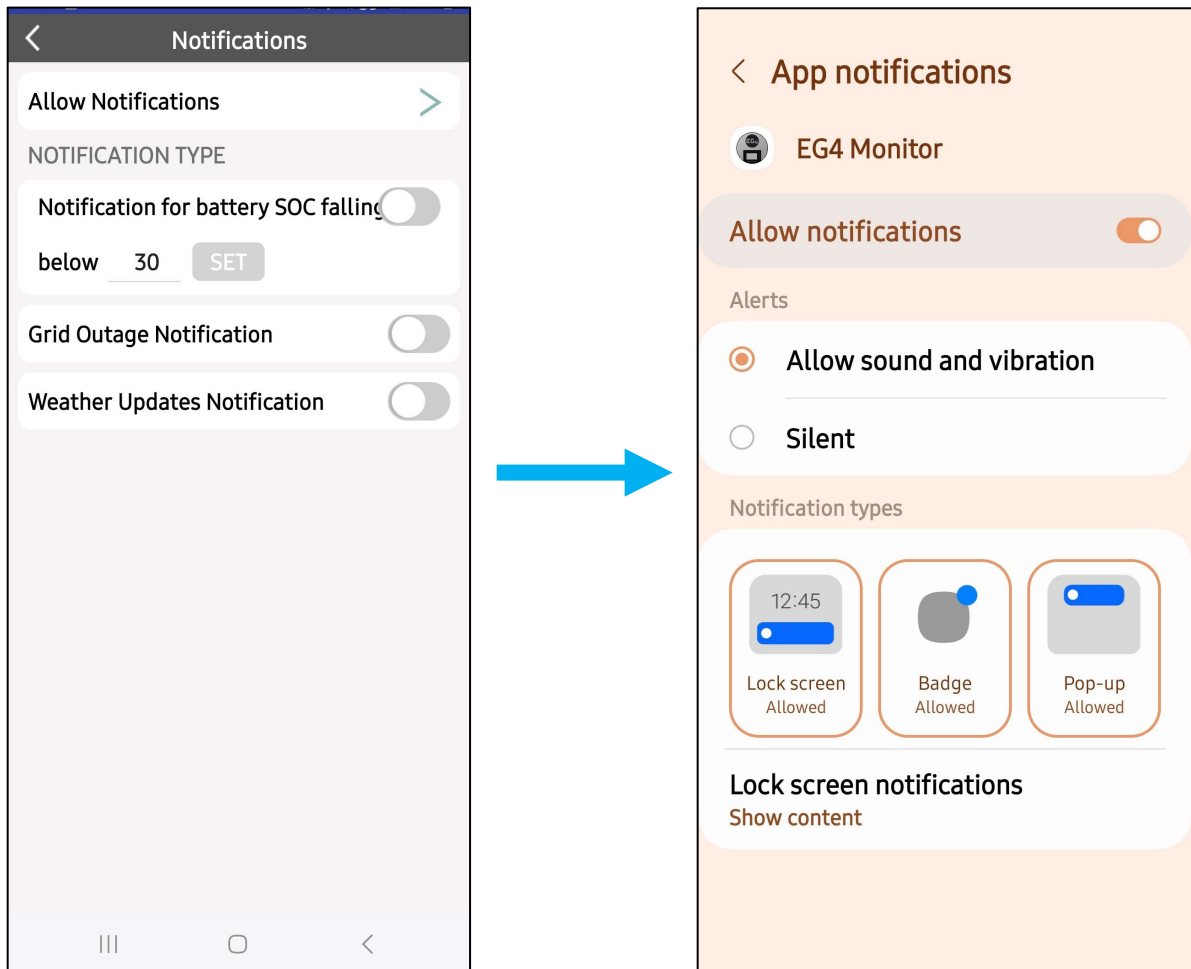 Notifications
Allow Notifications
NOTIFICATION TYPE
Notification for battery SOC falling
below 30 SET
Grid Outage Notification
Weather Updates Notification
App notifications
EG4 Monitor
Allow notifications
Alerts
Allow sound and vibration
Silent
Notification types
12:45
Lock screen Badge Pop-up
Allowed Allowed Allowed
Lock screen notifications
Show content